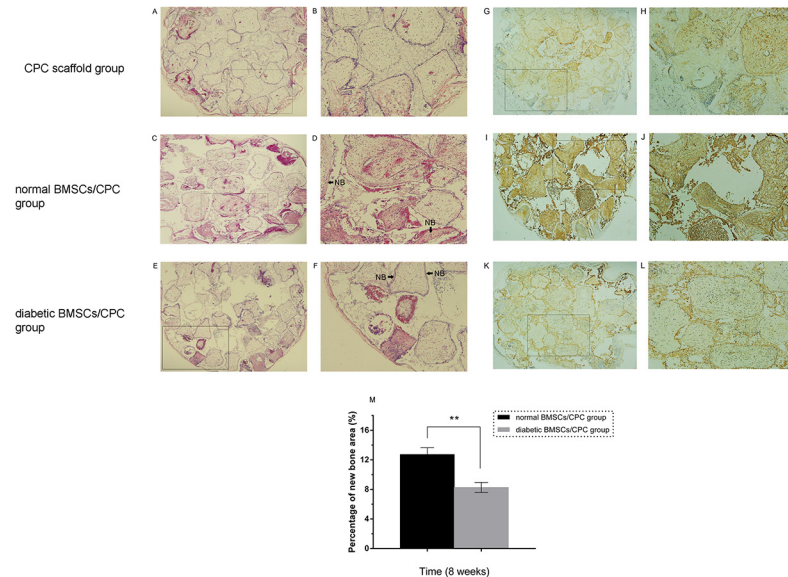 A B G H
CPC scaffold group
C D I J
NB
NB
normal BMSCs/CPC
group
E F K L
NB NB
diabetic BMSCs/CPC
group
M
normal BMSCs/CPC group
diabetic BMSCs/CPC group
**
Percentage of new bone area (%)
16
12
8
4
0
Time (8 weeks)